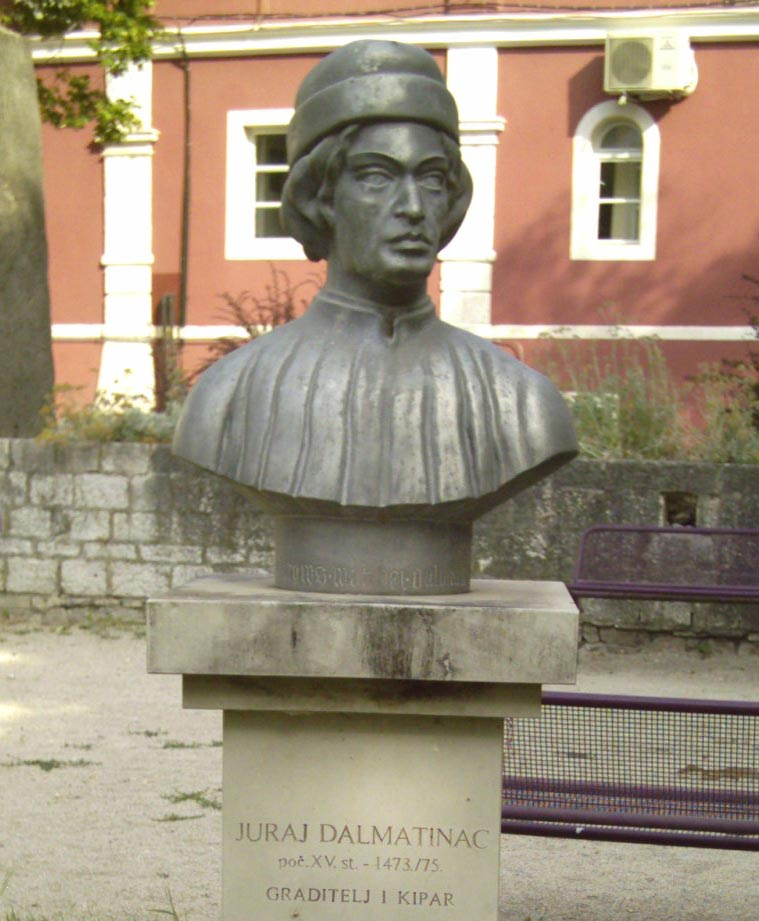 JURAJ DALMATINAC
poč. XV. st. - 1473./75.
GRADITELJ I KIPAR